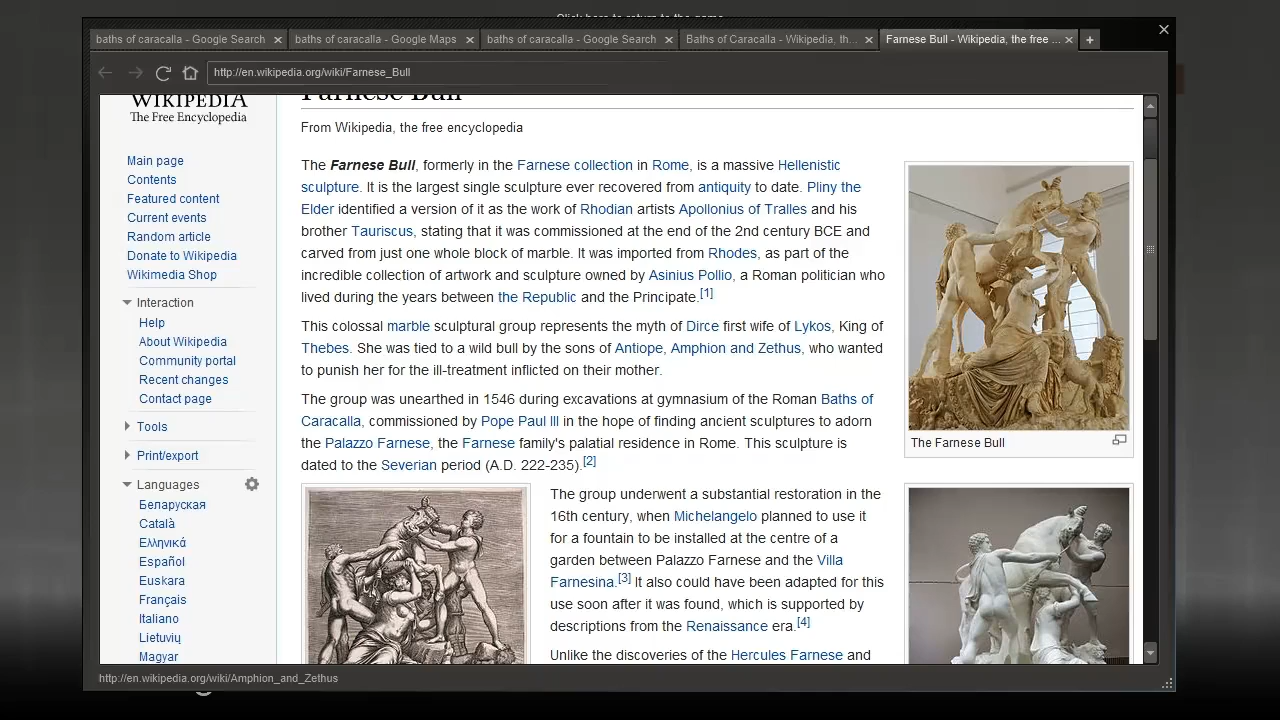 Click here to return to the game
baths of caracalla - Google Search
baths of caracalla - Google Maps
baths of caracalla - Google Search
Baths of Caracalla - Wikipedia, th...
Farnese Bull - Wikipedia, the free ...
http://en.wikipedia.org/wiki/Farnese_Bull
WIKIPEDIA
The Free Encyclopedia
Main page
Contents
Featured content
Current events
Random article
Donate to Wikipedia
Wikimedia Shop
Interaction
Help
About Wikipedia
Community portal
Recent changes
Contact page
Tools
Print/export
Languages
Беларуская
Català
Ελληνικά
Español
Euskara
Français
Italiano
Lietuvių
Magyar
Farnese Bull
From Wikipedia, the free encyclopedia
The Farnese Bull, formerly in the Farnese collection in Rome, is a massive Hellenistic
sculpture. It is the largest single sculpture ever recovered from antiquity to date. Pliny the
Elder identified a version of it as the work of Rhodian artists Apollonius of Tralles and his
brother Tauriscus, stating that it was commissioned at the end of the 2nd century BCE and
carved from just one whole block of marble. It was imported from Rhodes, as part of the
incredible collection of artwork and sculpture owned by Asinius Pollio, a Roman politician who
lived during the years between the Republic and the Principate.[1]
This colossal marble sculptural group represents the myth of Dirce first wife of Lykos, King of
Thebes. She was tied to a wild bull by the sons of Antiope, Amphion and Zethus, who wanted
to punish her for the ill-treatment inflicted on their mother.
The group was unearthed in 1546 during excavations at gymnasium of the Roman Baths of
Caracalla, commissioned by Pope Paul III in the hope of finding ancient sculptures to adorn
the Palazzo Farnese, the Farnese family's palatial residence in Rome. This sculpture is
dated to the Severian period (A.D. 222-235).[2]
The Farnese Bull
The group underwent a substantial restoration in the
16th century, when Michelangelo planned to use it
for a fountain to be installed at the centre of a
garden between Palazzo Farnese and the Villa
Farnesina.[3] It also could have been adapted for this
use soon after it was found, which is supported by
descriptions from the Renaissance era.[4]
Unlike the discoveries of the Hercules Farnese and
http://en.wikipedia.org/wiki/Amphion_and_Zethus